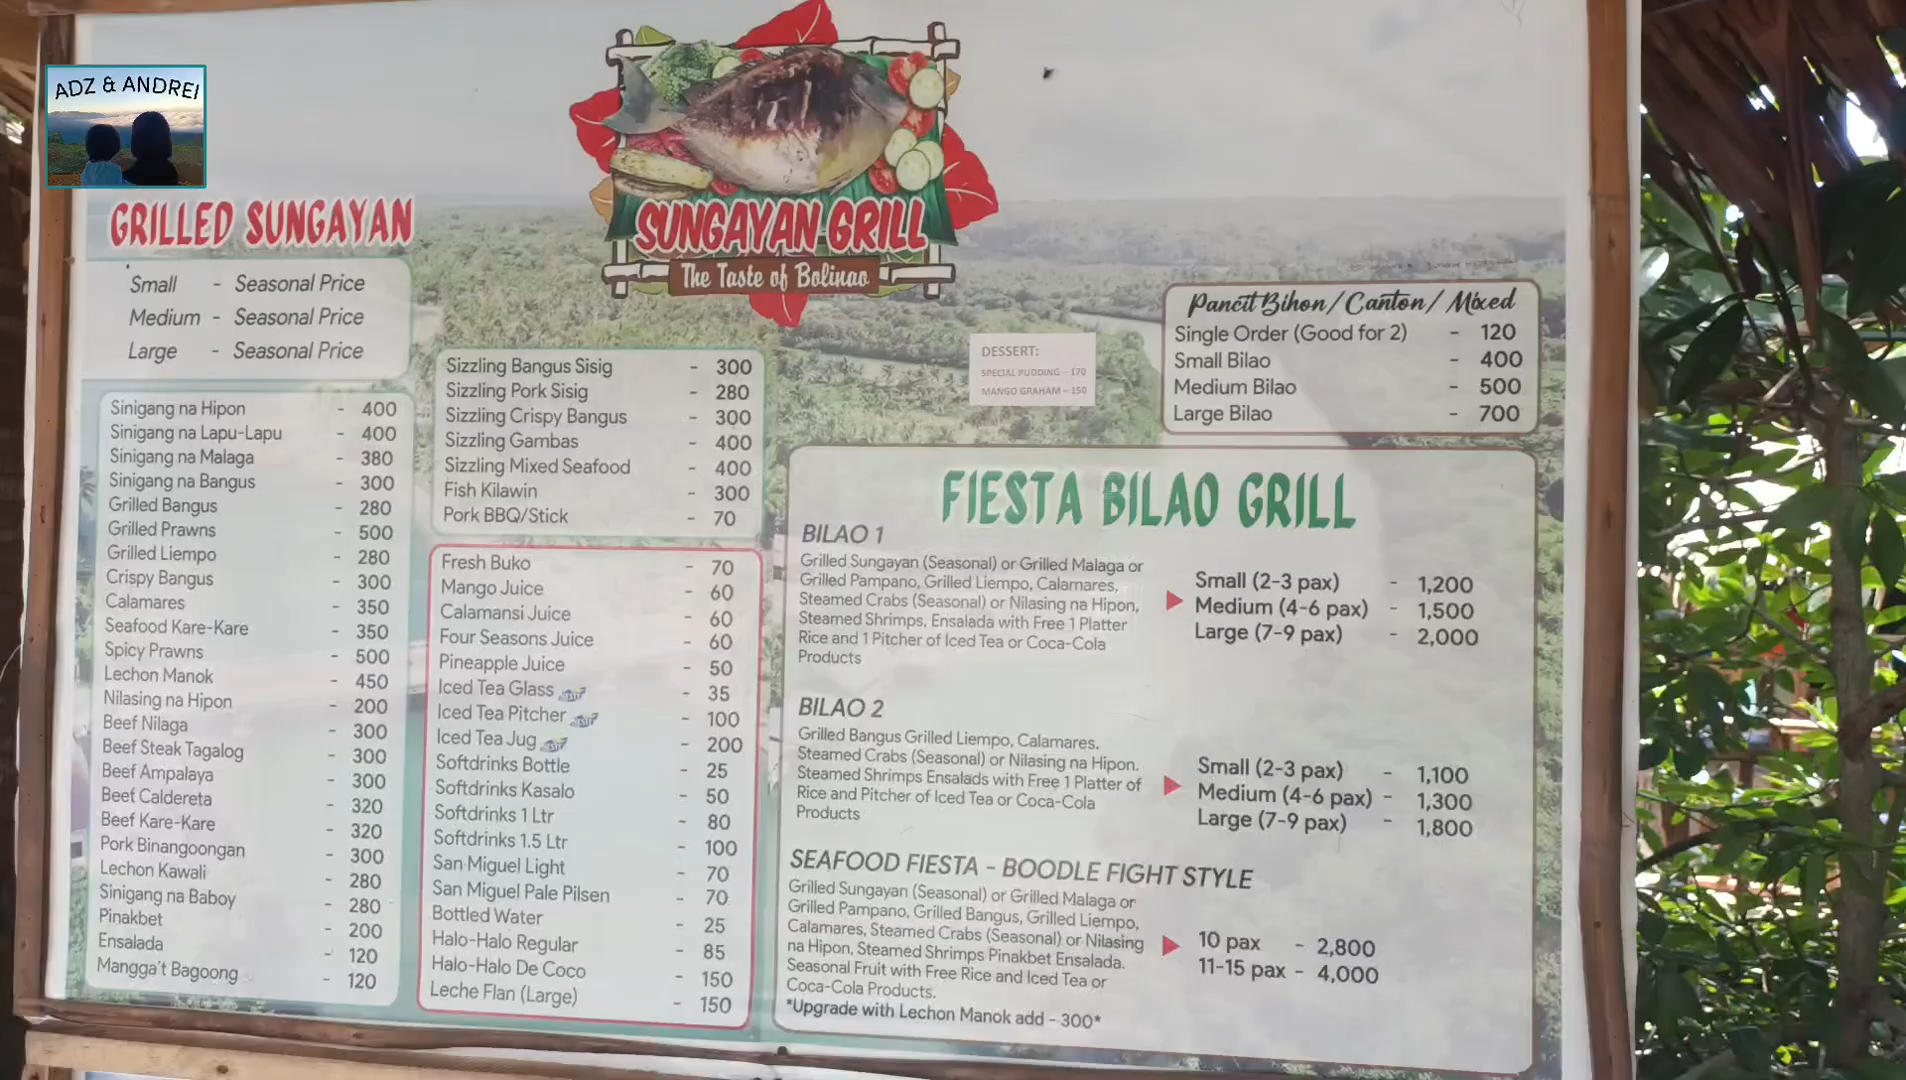 ADZ & ANDREI
SUNGAYAN GRILL
The Taste of Bolinao
GRILLED SUNGAYAN
Small - Seasonal Price
Medium - Seasonal Price
Large - Seasonal Price
Sinigang na Hipon - 400
Sinigang na Lapu-Lapu - 400
Sinigang na Malaga - 380
Sinigang na Bangus - 300
Grilled Bangus - 280
Grilled Prawns - 500
Grilled Liempo - 280
Crispy Bangus - 300
Calamares - 350
Seafood Kare-Kare - 350
Spicy Prawns - 500
Lechon Manok - 450
Nilasing na Hipon - 200
Beef Nilaga - 300
Beef Steak Tagalog - 300
Beef Ampalaya - 300
Beef Caldereta - 320
Beef Kare-Kare - 320
Pork Binangoongan - 300
Lechon Kawali - 280
Sinigang na Baboy - 280
Pinakbet - 200
Ensalada - 120
Mangga't Bagoong - 120
Sizzling Bangus Sisig - 300
Sizzling Pork Sisig - 280
Sizzling Crispy Bangus - 300
Sizzling Gambas - 400
Sizzling Mixed Seafood - 400
Fish Kilawin - 300
Pork BBQ/Stick - 70
Fresh Buko - 70
Mango Juice - 60
Calamansi Juice - 60
Four Seasons Juice - 60
Pineapple Juice - 50
Iced Tea Glass - 35
Iced Tea Pitcher - 100
Iced Tea Jug - 200
Softdrinks Bottle - 25
Softdrinks Kasalo - 50
Softdrinks 1 Ltr - 80
Softdrinks 1.5 Ltr - 100
San Miguel Light - 70
San Miguel Pale Pilsen - 70
Bottled Water - 25
Halo-Halo Regular - 85
Halo-Halo De Coco - 150
Leche Flan (Large) - 150
DESSERT:
SPECIAL PUDDING - 170
MANGO GRAHAM - 150
Pancit Bihon/Canton/Mixed
Single Order (Good for 2) - 120
Small Bilao - 400
Medium Bilao - 500
Large Bilao - 700
FIESTA BILAO GRILL
BILAO 1
Grilled Sungayan (Seasonal) or Grilled Malaga or
Grilled Pampano, Grilled Liempo, Calamares,
Steamed Crabs (Seasonal) or Nilasing na Hipon,
Steamed Shrimps, Ensalada with Free 1 Platter
Rice and 1 Pitcher of Iced Tea or Coca-Cola
Products
Small (2-3 pax) - 1,200
Medium (4-6 pax) - 1,500
Large (7-9 pax) - 2,000
BILAO 2
Grilled Bangus Grilled Liempo, Calamares.
Steamed Crabs (Seasonal) or Nilasing na Hipon.
Steamed Shrimps Ensalads with Free 1 Platter of
Rice and Pitcher of Iced Tea or Coca-Cola
Products
Small (2-3 pax) - 1,100
Medium (4-6 pax) - 1,300
Large (7-9 pax) - 1,800
SEAFOOD FIESTA - BOODLE FIGHT STYLE
Grilled Sungayan (Seasonal) or Grilled Malaga or
Grilled Pampano, Grilled Bangus, Grilled Liempo,
Calamares, Steamed Crabs (Seasonal) or Nilasing
na Hipon, Steamed Shrimps Pinakbet Ensalada.
Seasonal Fruit with Free Rice and Iced Tea or
Coca-Cola Products.
*Upgrade with Lechon Manok add - 300*
10 pax - 2,800
11-15 pax - 4,000